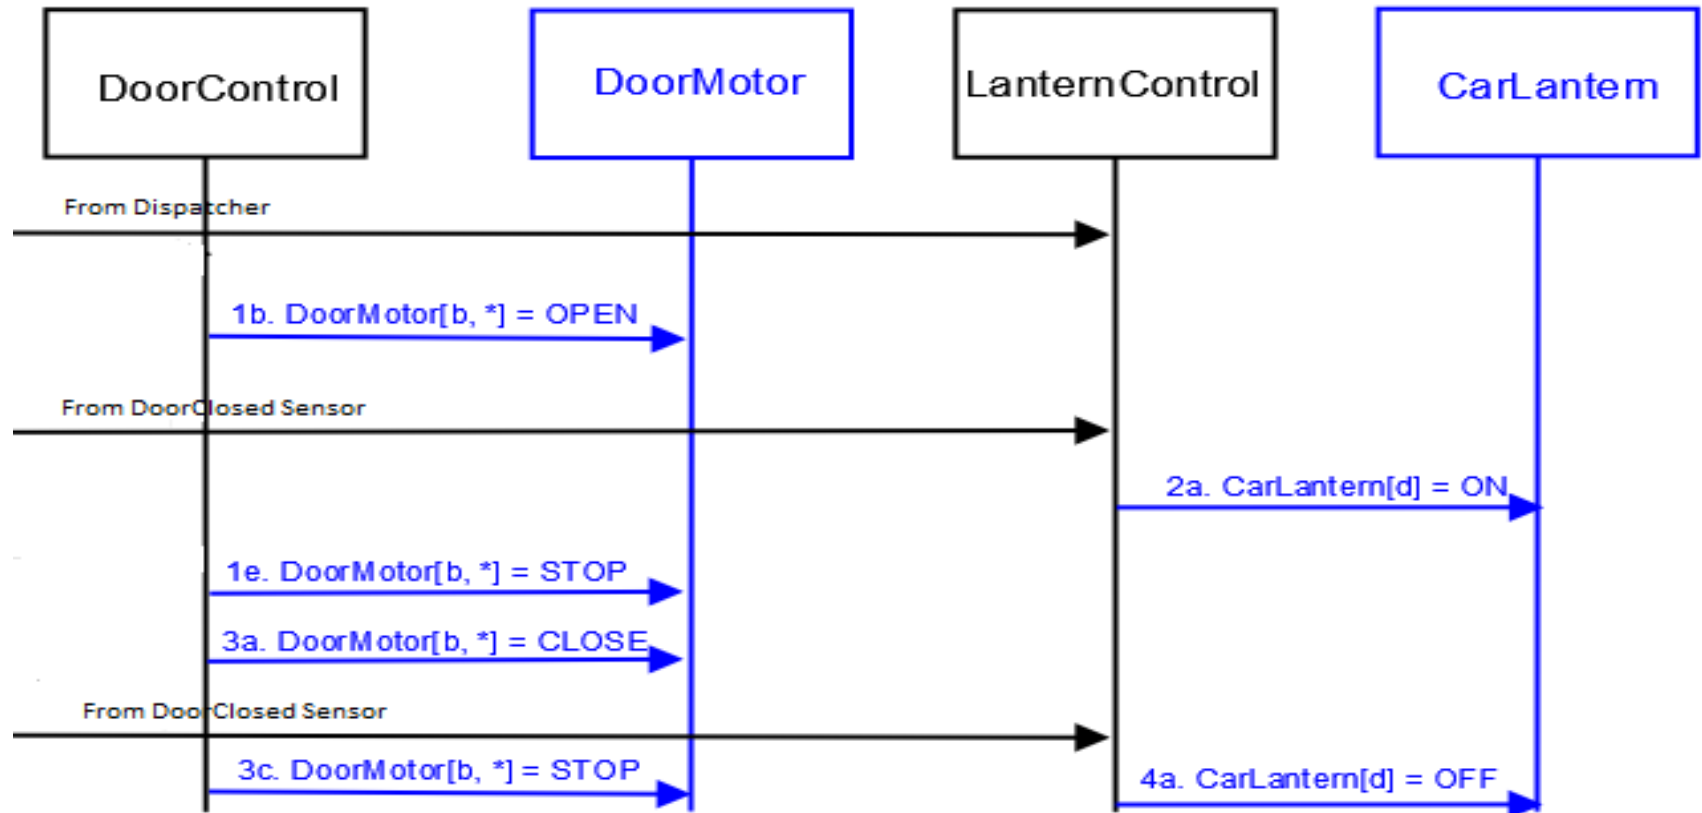 DoorControl
DoorMotor
LanternControl
CarLantern
From Dispatcher
1b. DoorMotor[b, *] = OPEN
From DoorClosed Sensor
2a. CarLantern[d] = ON
1e. DoorMotor[b, *] = STOP
3a. DoorMotor[b, *] = CLOSE
From DoorClosed Sensor
3c. DoorMotor[b, *] = STOP
4a. CarLantern[d] = OFF